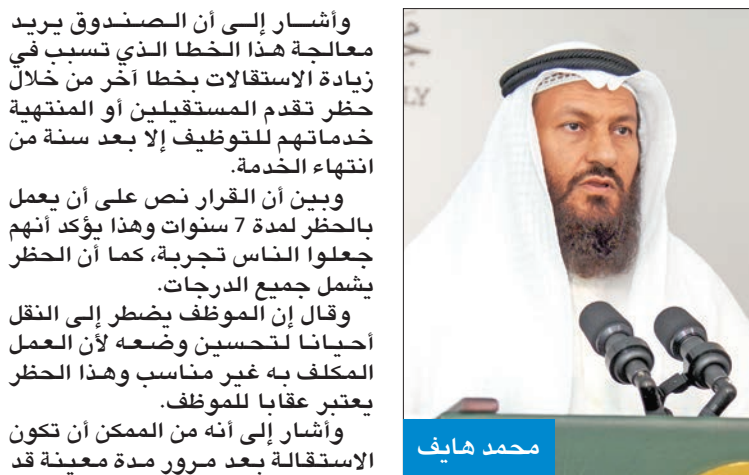 وأشار إلى أن الصندوق يريد
معالجة هذا الخطا الذي تسبب في
زيادة الاستقالات بخطا آخر من خلال
حظر تقدم المستقيلين أو المنتهية
خدماتهم للتوظيف إلا بعد سنة من
انتهاء الخدمة.
وبين أن القرار نص على أن يعمل
بالحظر لمدة 7 سنوات وهذا يؤكد أنهم
جعلوا الناس تجربة، كما أن الحظر
يشمل جميع الدرجات.
وقال إن الموظف يضطر إلى النقل
أحيانا لتحسين وضعه لأن العمل
المكلف به غير مناسب وهذا الحظر
يعتبر عقابا للموظف.
وأشار إلى أنه من الممكن أن تكون
الاستقالة بعد مرور مدة معينة قد
LY
محمد هايف